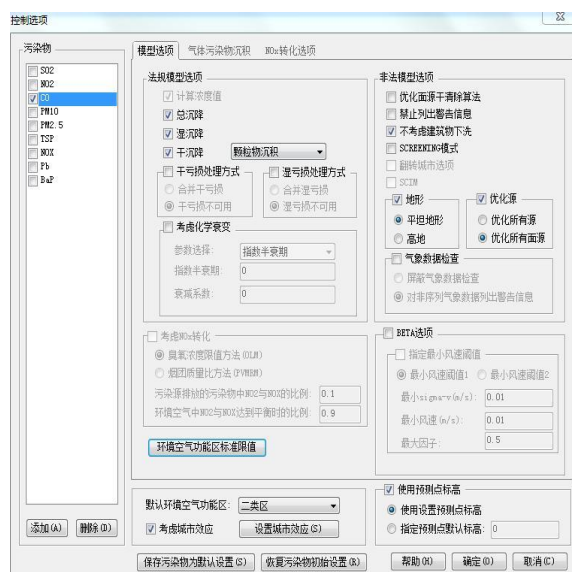 控制选项
污染物
SO2
NO2
CO
PM10
PM2.5
TSP
NOX
Pb
BaP
添加(A) 删除(D)
模型选项 气体污染物沉积 NOx转化选项
法规模型选项
计算浓度值
总沉降
湿沉降
干沉降 颗粒物沉积
干亏损处理方式 湿亏损处理方式
合并干亏损 合并湿亏损
干亏损不可用 湿亏损不可用
考虑化学衰变
参数选择: 指数半衰期
指数半衰期: 0
衰减系数: 0
考虑NOx转化
臭氧浓度限值方法(OLM)
烟团质量比方法(PVMRM)
污染源排放的污染物中NO2与NOX的比例: 0.1
环境空气中NO2与NOX达到平衡时的比例: 0.9
环境空气功能区标准限值
非法模型选项
优化面源干清除算法
禁止列出警告信息
不考虑建筑物下洗
SCREENING模式
翻转城市选项
SCIM
地形 优化源
平坦地形 优化所有源
高地 优化所有面源
气象数据检查
屏蔽气象数据检查
对非序列气象数据列出警告信息
BETA选项
指定最小风速阈值
最小风速阈值1 最小风速阈值2
最小sigma-v(m/s): 0.01
最小风速(m/s): 0.01
最大因子: 0.5
默认环境空气功能区: 二类区
考虑城市效应 设置城市效应(S)
使用预测点标高
使用设置预测点标高
指定预测点默认标高: 0
保存污染物为默认设置(S) 恢复污染物初始设置(R) 帮助(H) 确定(O) 取消(C)